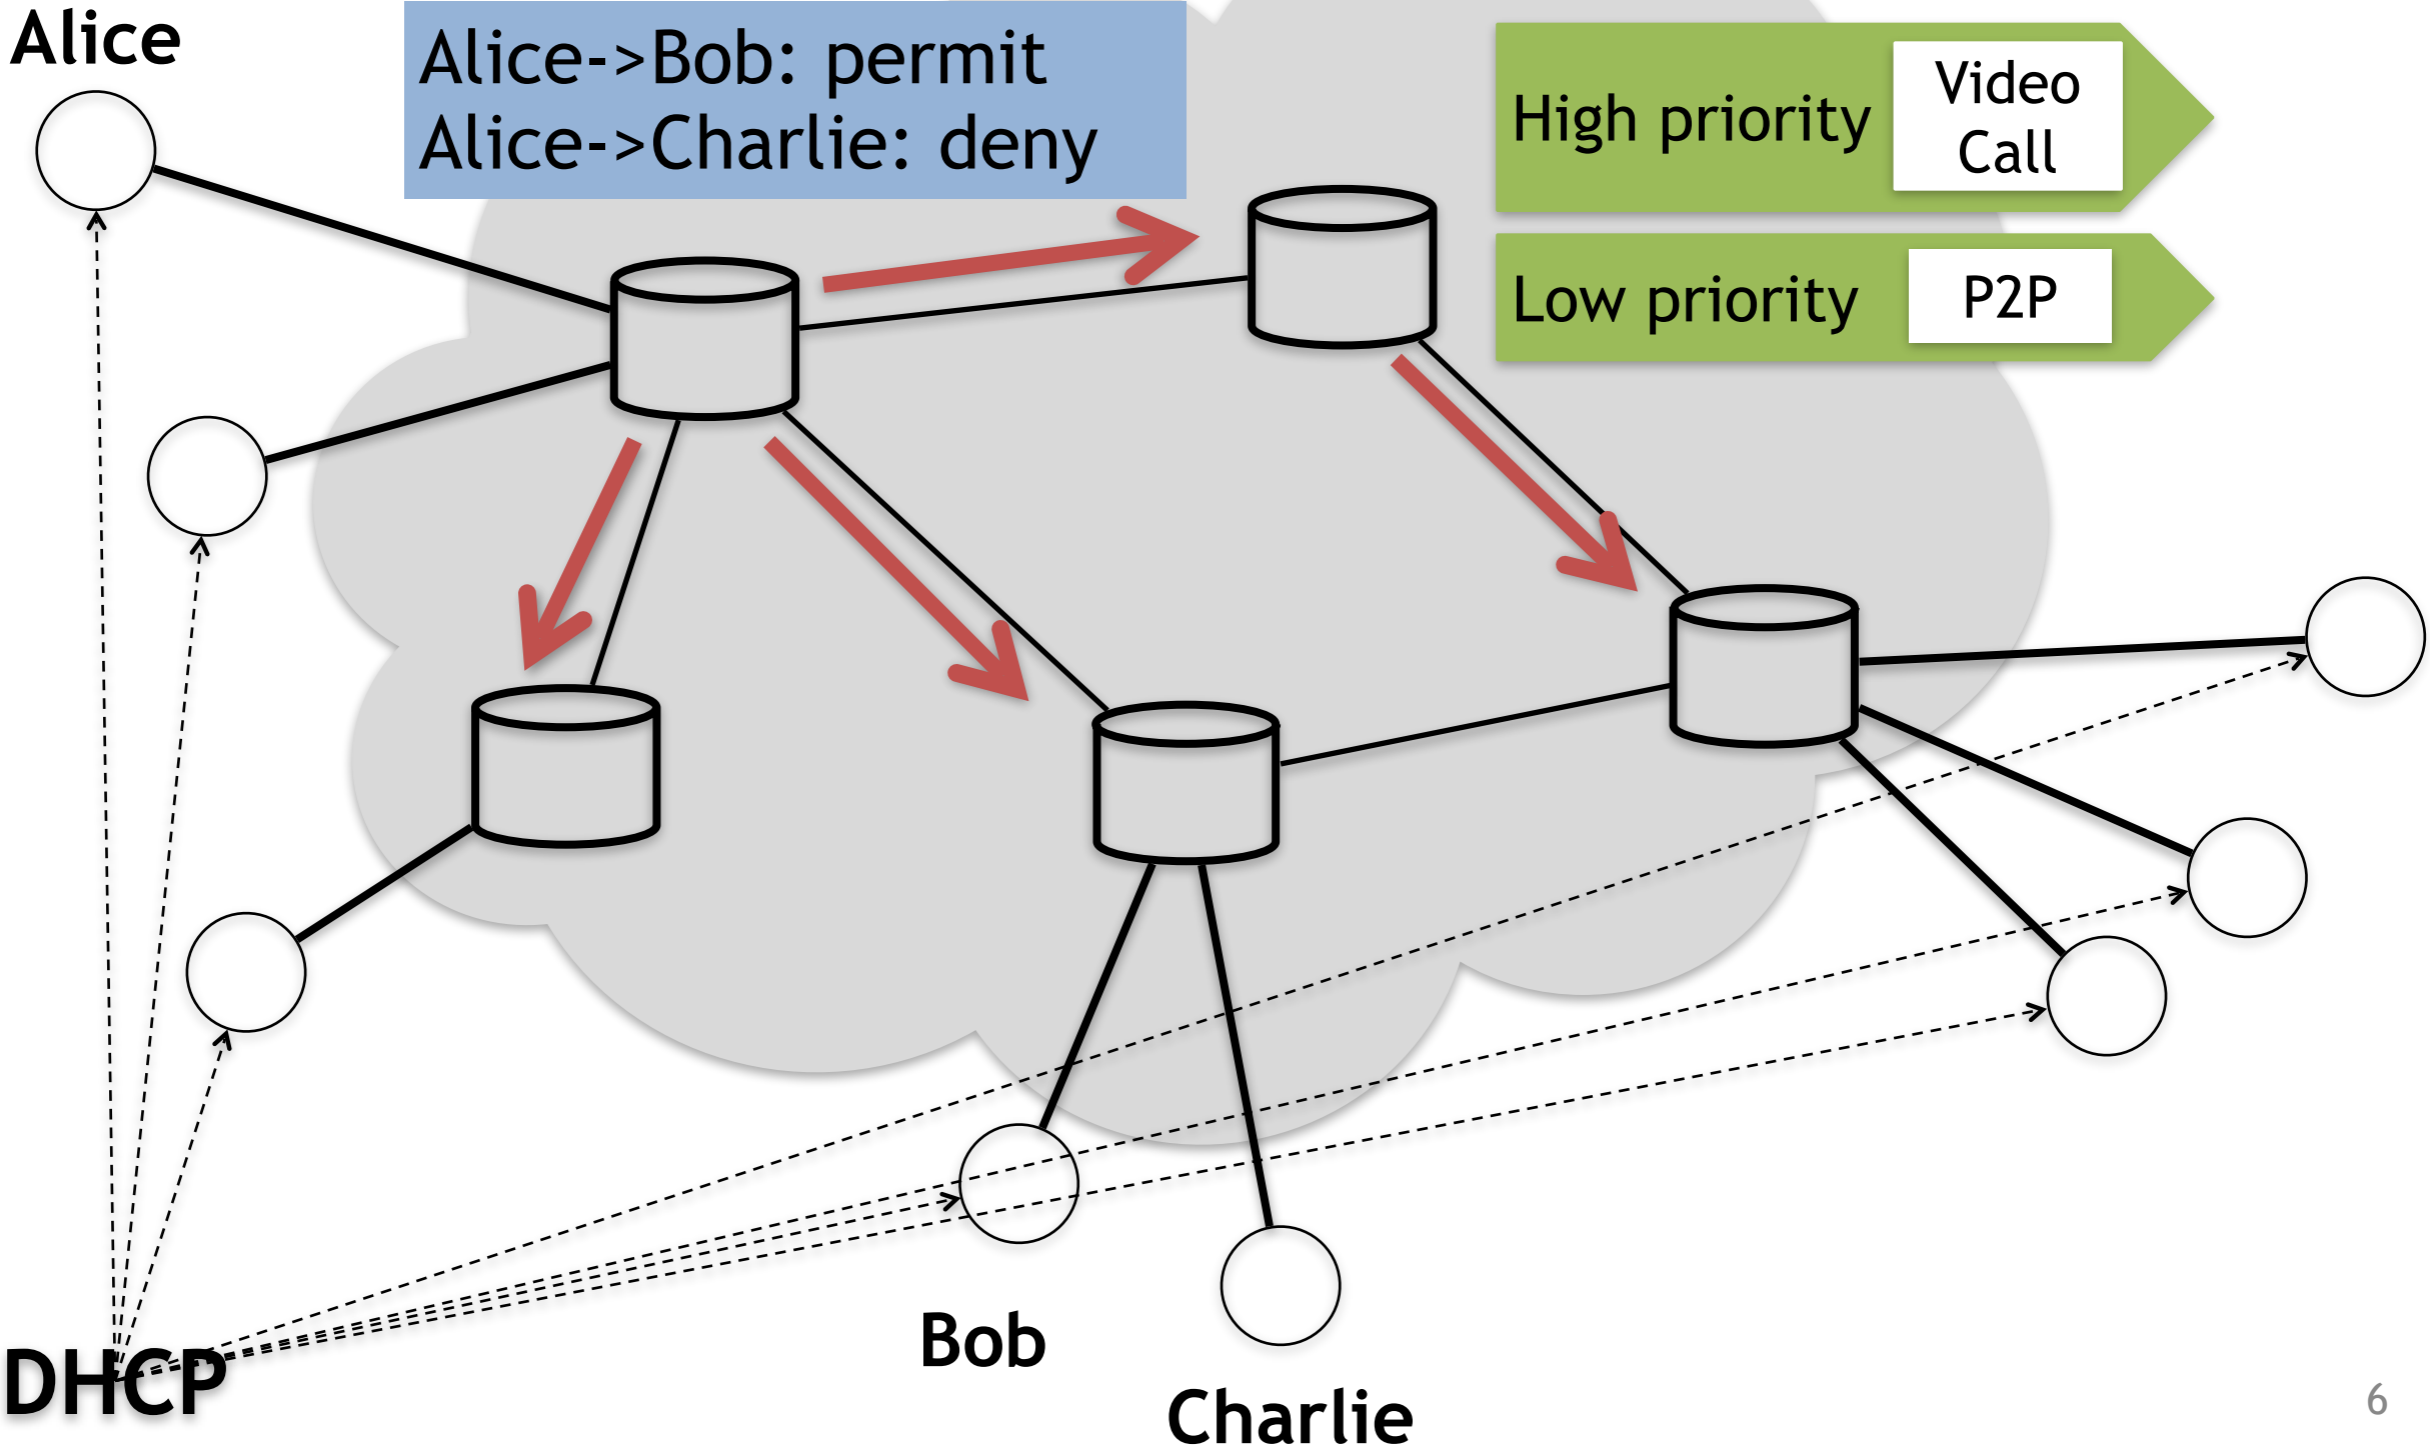 Alice
Alice->Bob: permit
Alice->Charlie: deny
High priority
Video
Call
Low priority
P2P
Bob
DHCP
Charlie
6